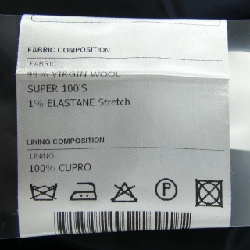 FABRIC COMPOSITION
FABRIC
99% VIRGIN WOOL
SUPER 100 S
1% ELASTANE Stretch
LINING COMPOSITION
LINING
100% CUPRO
P